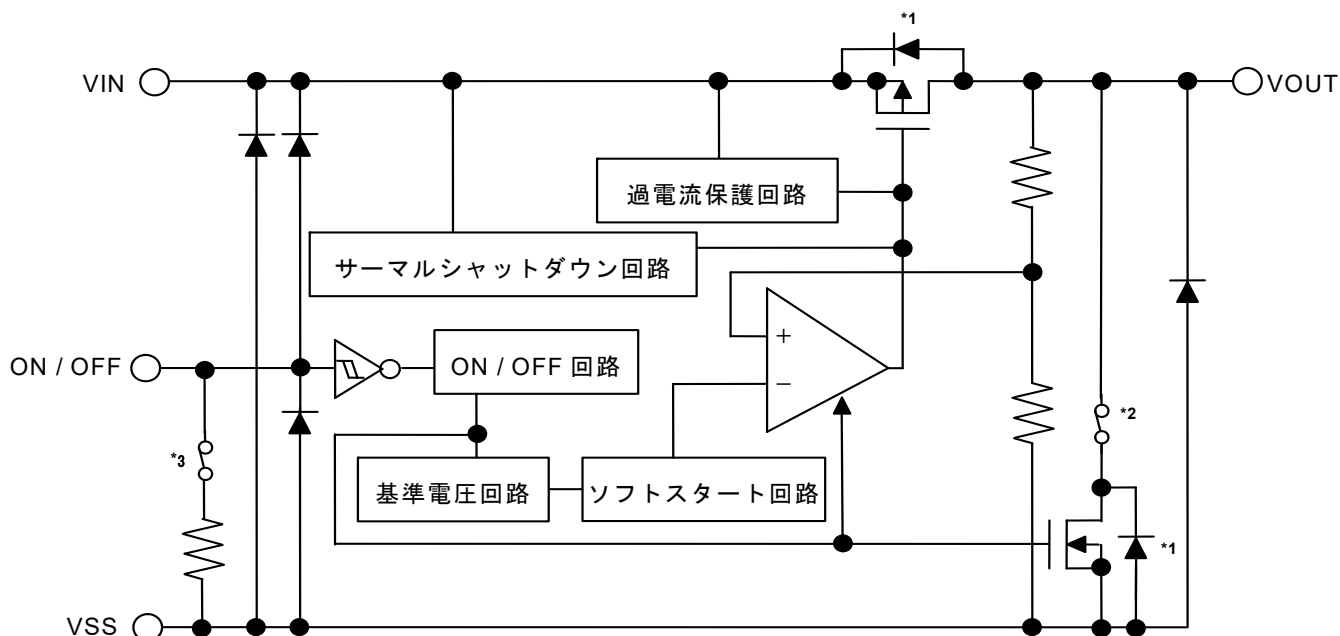 *1
VIN
VOUT
過電流保護回路
サーマルシャットダウン回路
+
−
ON / OFF
ON / OFF 回路
*2
*3
基準電圧回路
ソフトスタート回路
*1
VSS